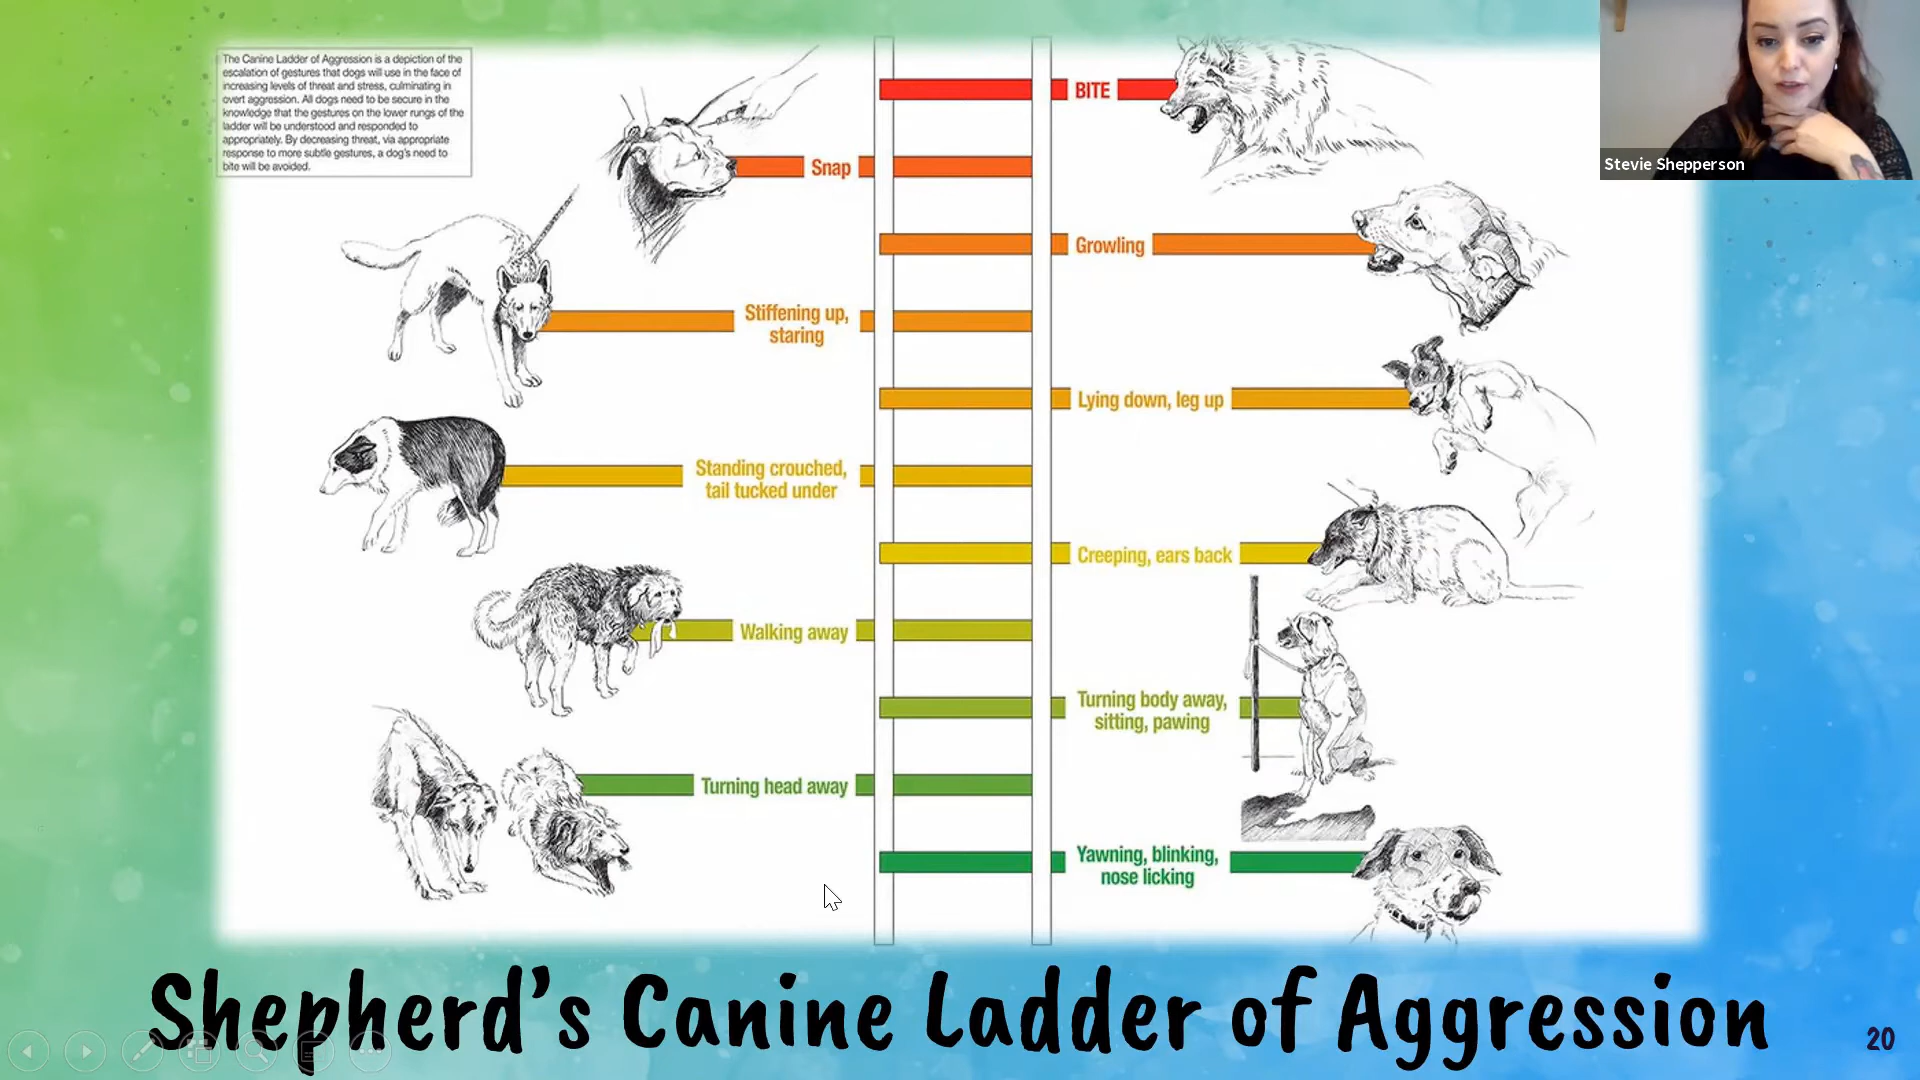 The Canine Ladder of Aggression is a depiction of the
escalation of gestures that dogs will use in the face of
increasing levels of threat and stress, culminating in
overt aggression. All dogs need to be secure in the
knowledge that the gestures on the lower rungs of the
ladder will be understood and responded to
appropriately. By decreasing threat, via appropriate
response to more subtle gestures, a dog's need to
bite will be avoided.
Stevie Shepperson
BITE
Snap
Growling
Stiffening up,
staring
Lying down, leg up
Standing crouched,
tail tucked under
Creeping, ears back
Walking away
Turning body away,
sitting, pawing
Turning head away
Yawning, blinking,
nose licking
Shepherd's Canine Ladder of Aggression
20